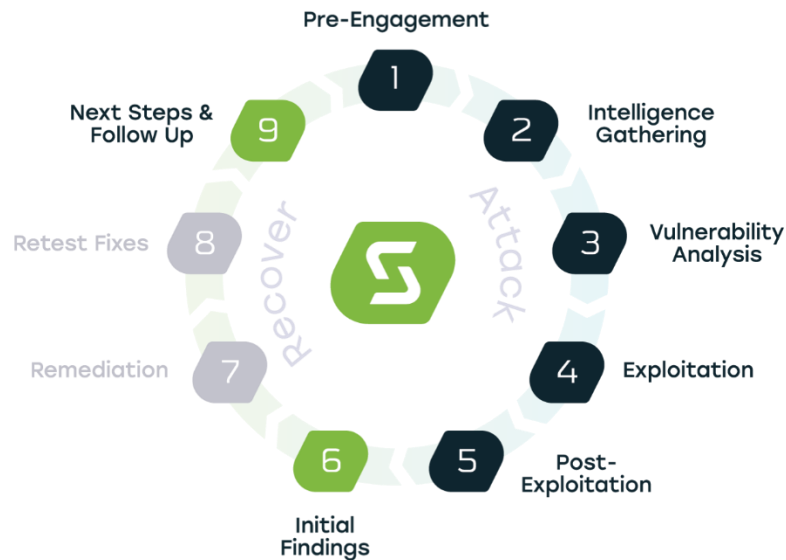 Pre-Engagement
1
2
Intelligence
Gathering
3
Vulnerability
Analysis
4
Exploitation
5
Post-
Exploitation
6
Initial
Findings
7
Remediation
8
Retest Fixes
9
Next Steps &
Follow Up
Attack
Recover